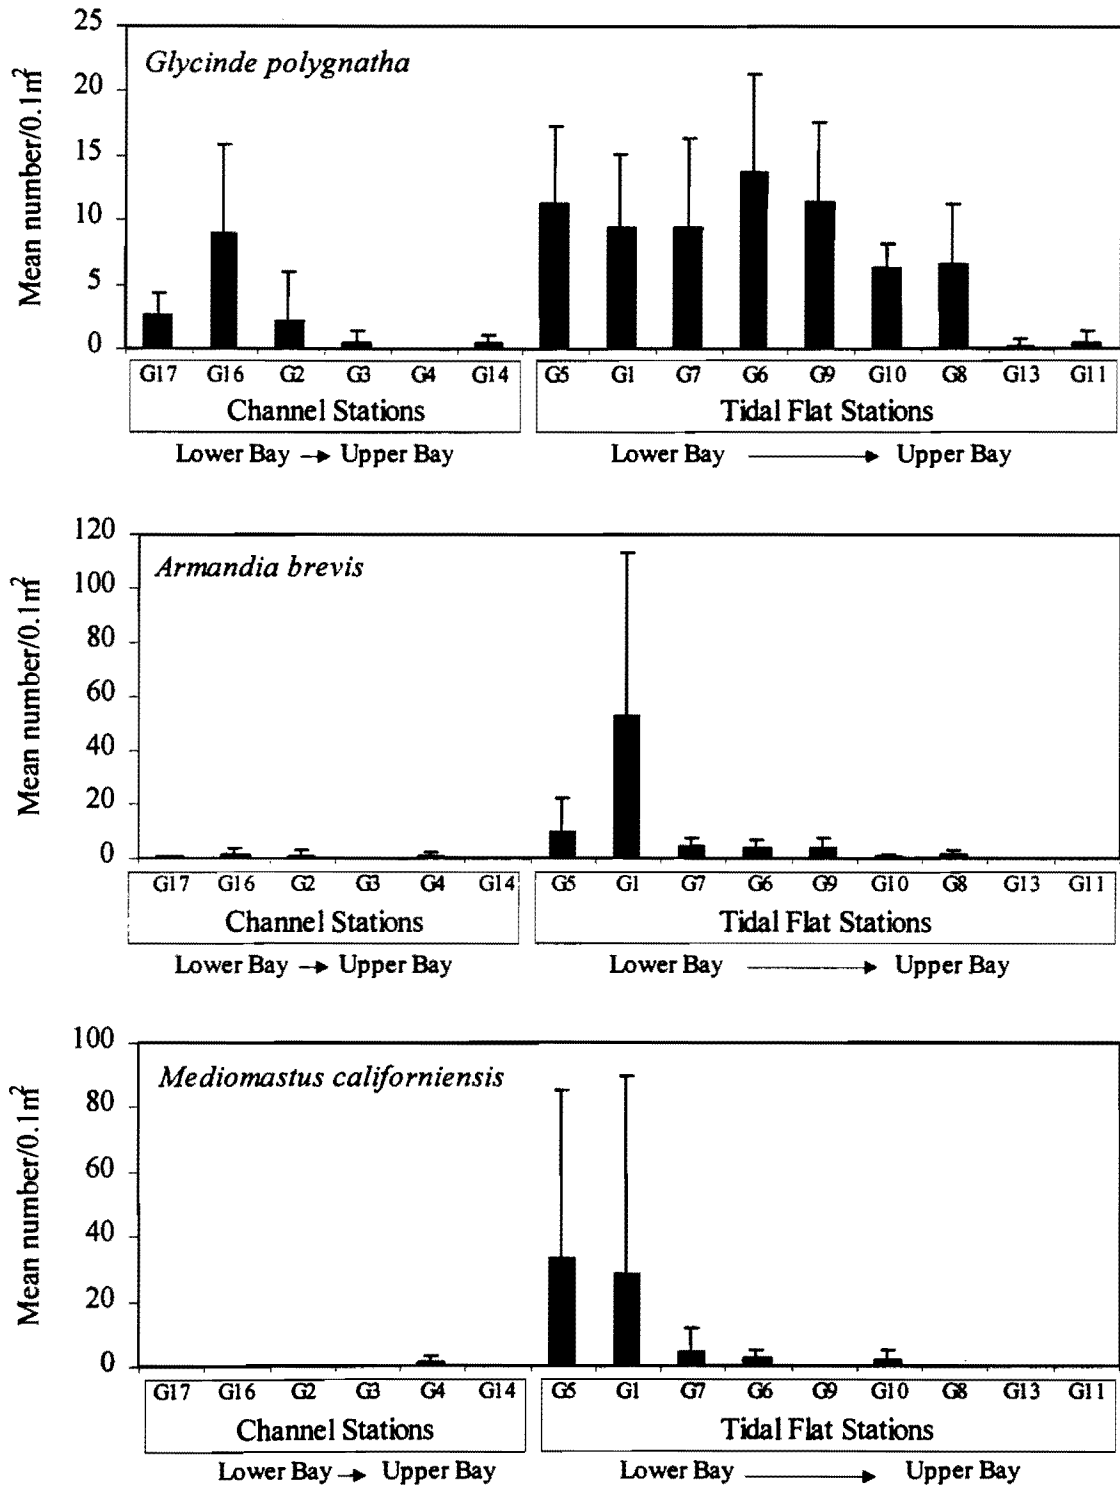 Glycinde polygnatha
Mean number/0.1m²
25
20
15
10
5
0
G17 G16 G2 G3 G4 G14 G5 G1 G7 G6 G9 G10 G8 G13 G11
Channel Stations Tidal Flat Stations
Lower Bay → Upper Bay Lower Bay → Upper Bay
Armandia brevis
Mean number/0.1m²
120
100
80
60
40
20
0
G17 G16 G2 G3 G4 G14 G5 G1 G7 G6 G9 G10 G8 G13 G11
Channel Stations Tidal Flat Stations
Lower Bay → Upper Bay Lower Bay → Upper Bay
Mediomastus californiensis
Mean number/0.1m²
100
80
60
40
20
0
G17 G16 G2 G3 G4 G14 G5 G1 G7 G6 G9 G10 G8 G13 G11
Channel Stations Tidal Flat Stations
Lower Bay → Upper Bay Lower Bay → Upper Bay